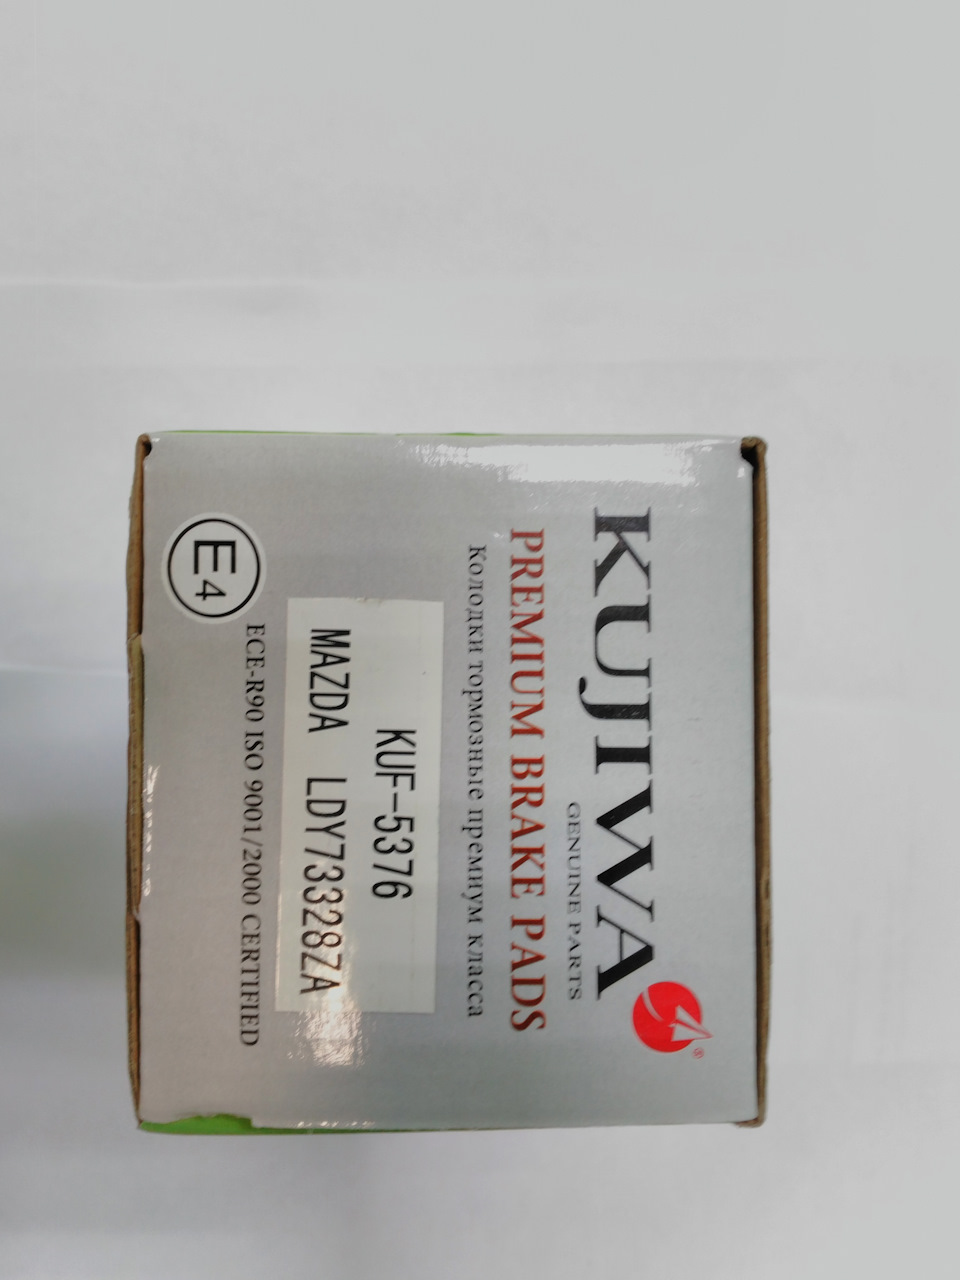 KUJIWA
®
GENUINE PARTS
PREMIUM BRAKE PADS
Колодки тормозные премиум класса
KUF-5376
MAZDA LDY73328ZA
ECE-R90 ISO 9001/2000 CERTIFIED
E4